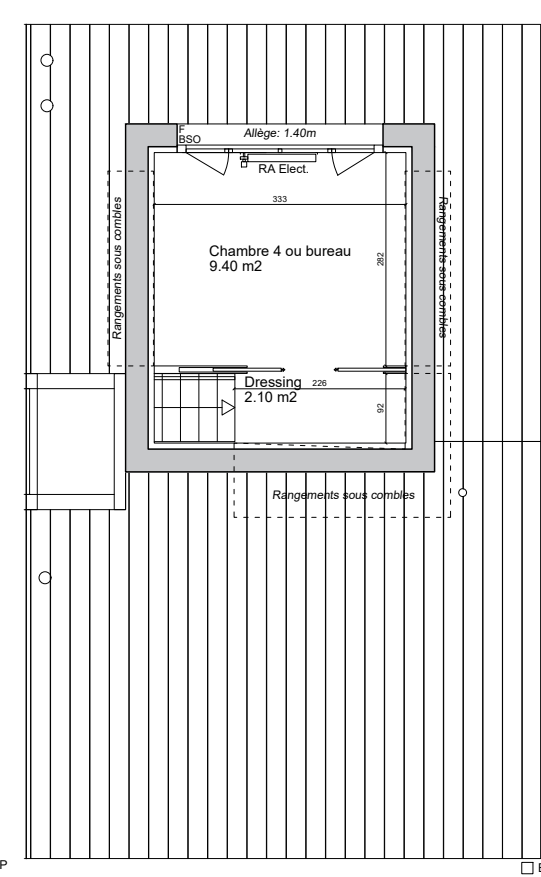 F
BSO
Allège: 1.40m
RA Elect.
333
Rangements sous combles
Rangements sous combles
Chambre 4 ou bureau
9.40 m2
282
Dressing
226
2.10 m2
92
Rangements sous combles
P
E